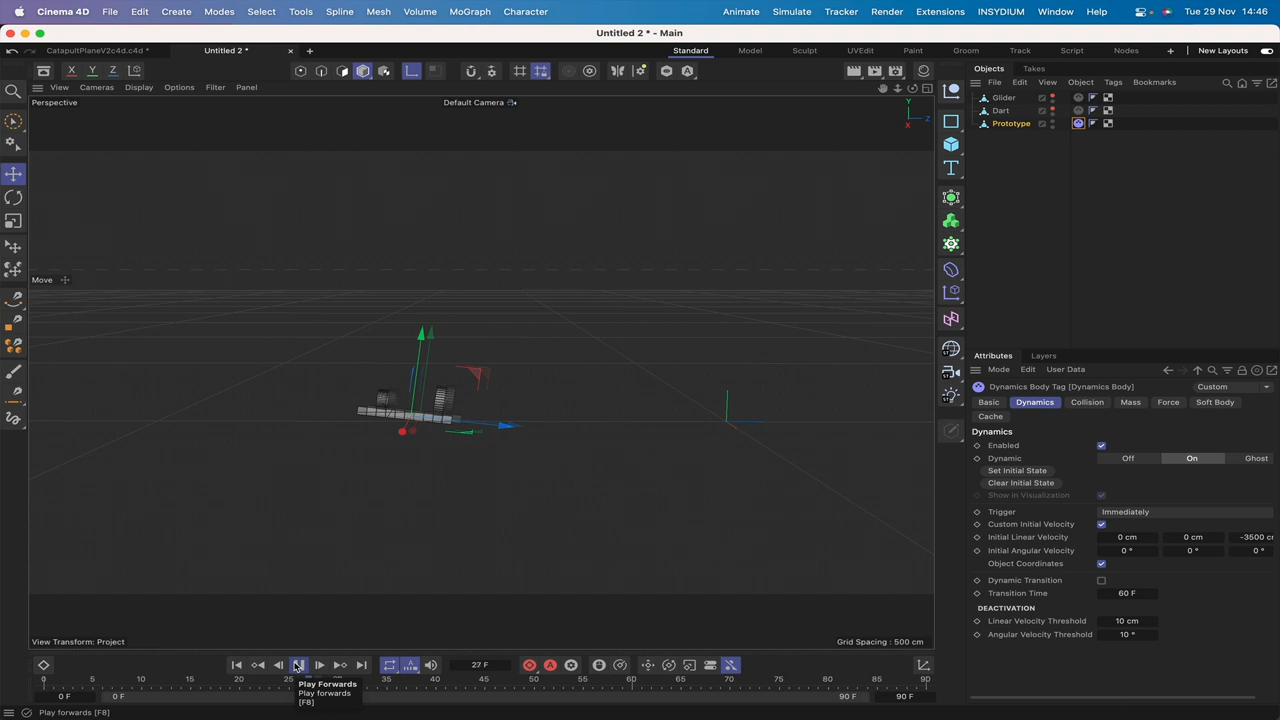 Cinema 4D File Edit Create Modes Select Tools Spline Mesh Volume MoGraph Character Animate Simulate Tracker Render Extensions INSYDIUM Window Help Tue 29 Nov 14:46
Untitled 2 * - Main
CatapultPlaneV2c4d.c4d * Untitled 2 * Standard Model Sculpt UVEdit Paint Groom Track Script Nodes New Layouts
X Y Z Objects Takes
View Cameras Display Options Filter Panel File Edit View Object Tags Bookmarks
Perspective Default Camera
Y
Z
X
Glider
Dart
Prototype
Move
Attributes Layers
Mode Edit User Data
Dynamics Body Tag [Dynamics Body] Custom
Basic Dynamics Collision Mass Force Soft Body
Cache
Dynamics
Enabled
Dynamic Off On Ghost
Set Initial State
Clear Initial State
Show in Visualization
Trigger Immediately
Custom Initial Velocity
Initial Linear Velocity 0 cm 0 cm -3500 c
Initial Angular Velocity 0 ° 0 ° 0 °
Object Coordinates
Dynamic Transition
Transition Time 60 F
DEACTIVATION
Linear Velocity Threshold 10 cm
Angular Velocity Threshold 10 °
View Transform: Project Grid Spacing : 500 cm
27 F
0 5 10 15 20 25 35 40 45 50 55 60 65 70 75 80 85 90
0 F 0 F 90 F 90 F
Play Forwards
Play forwards
[F8]
Play forwards [F8]